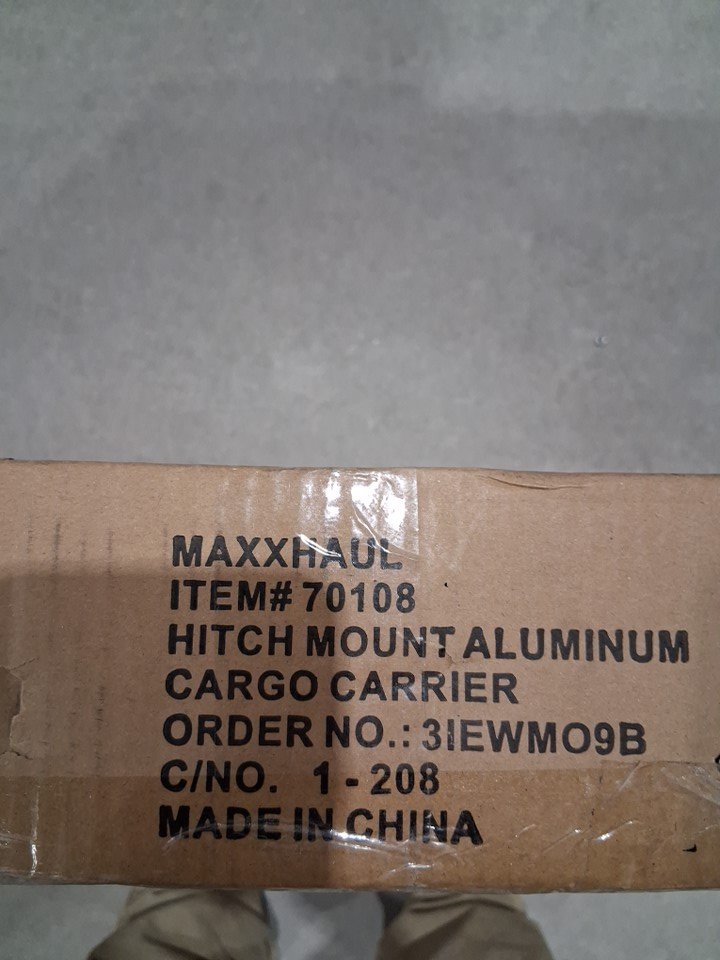 MAXXHAUL
ITEM# 70108
HITCH MOUNT ALUMINUM
CARGO CARRIER
ORDER NO.: 3IEWMO9B
C/NO. 1 - 208
MADE IN CHINA